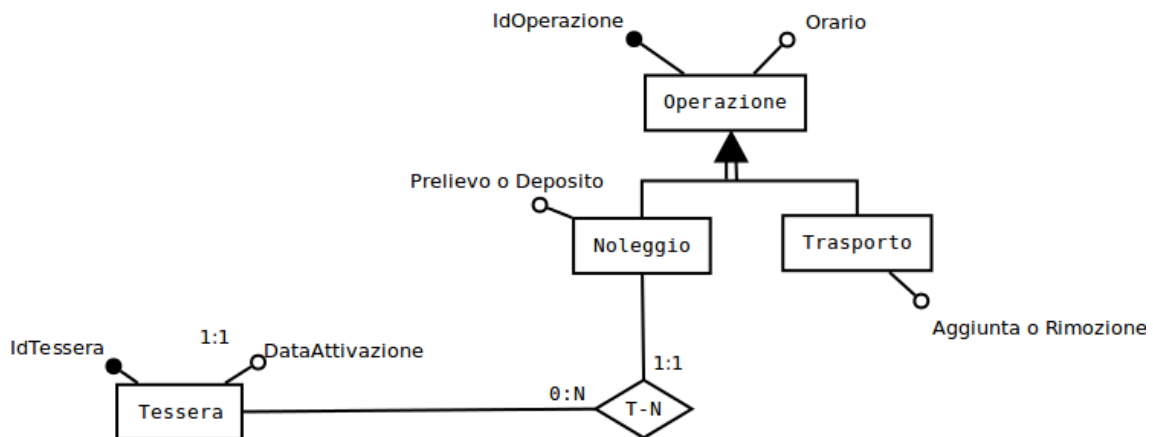 IdOperazione
Orario
Operazione
Prelievo o Deposito
Noleggio
Trasporto
Aggiunta o Rimozione
1:1
IdTessera
DataAttivazione
1:1
0:N
Tessera
T-N